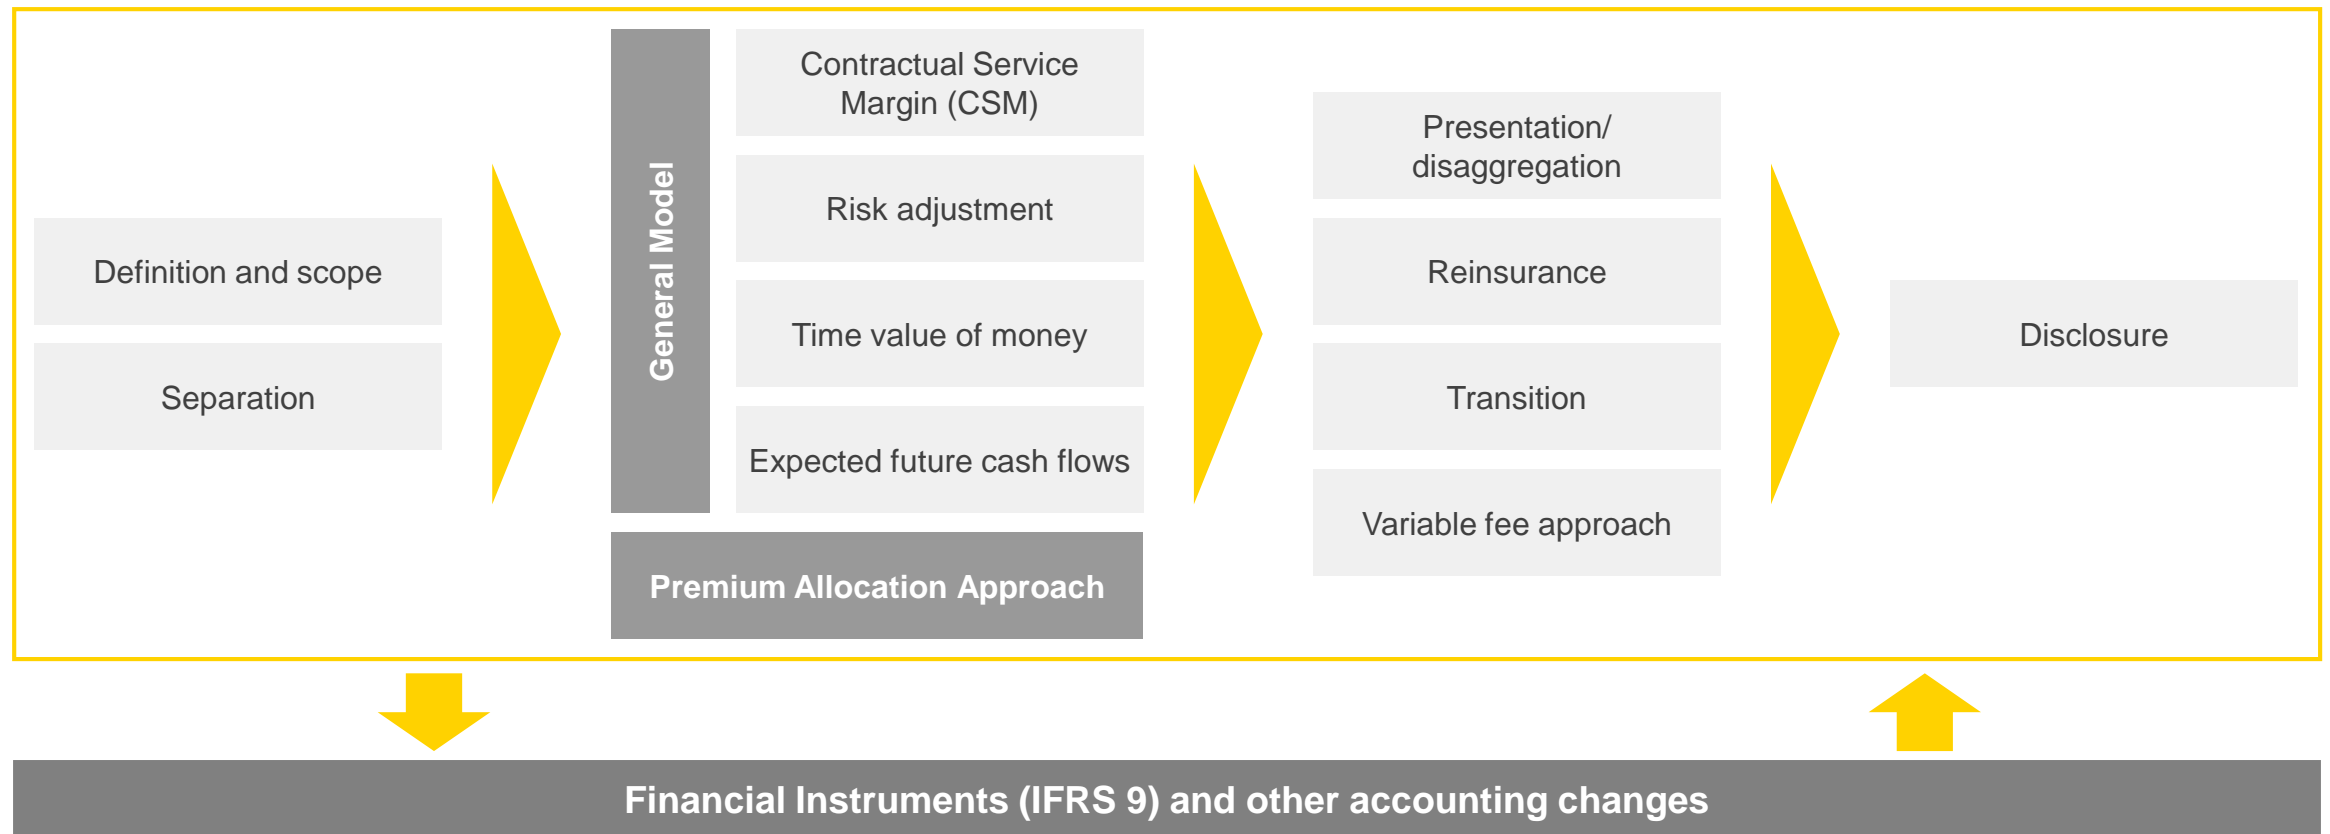 Definition and scope
Separation
General Model
Contractual Service
Margin (CSM)
Risk adjustment
Time value of money
Expected future cash flows
Premium Allocation Approach
Presentation/
disaggregation
Reinsurance
Transition
Variable fee approach
Disclosure
Financial Instruments (IFRS 9) and other accounting changes